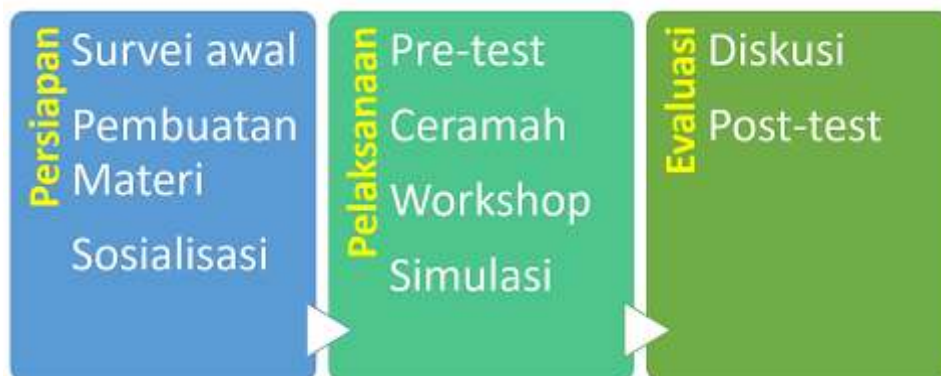 Persiapan
Survei awal
Pembuatan
Materi
Sosialisasi
Pelaksanaan
Pre-test
Ceramah
Workshop
Simulasi
Evaluasi
Diskusi
Post-test